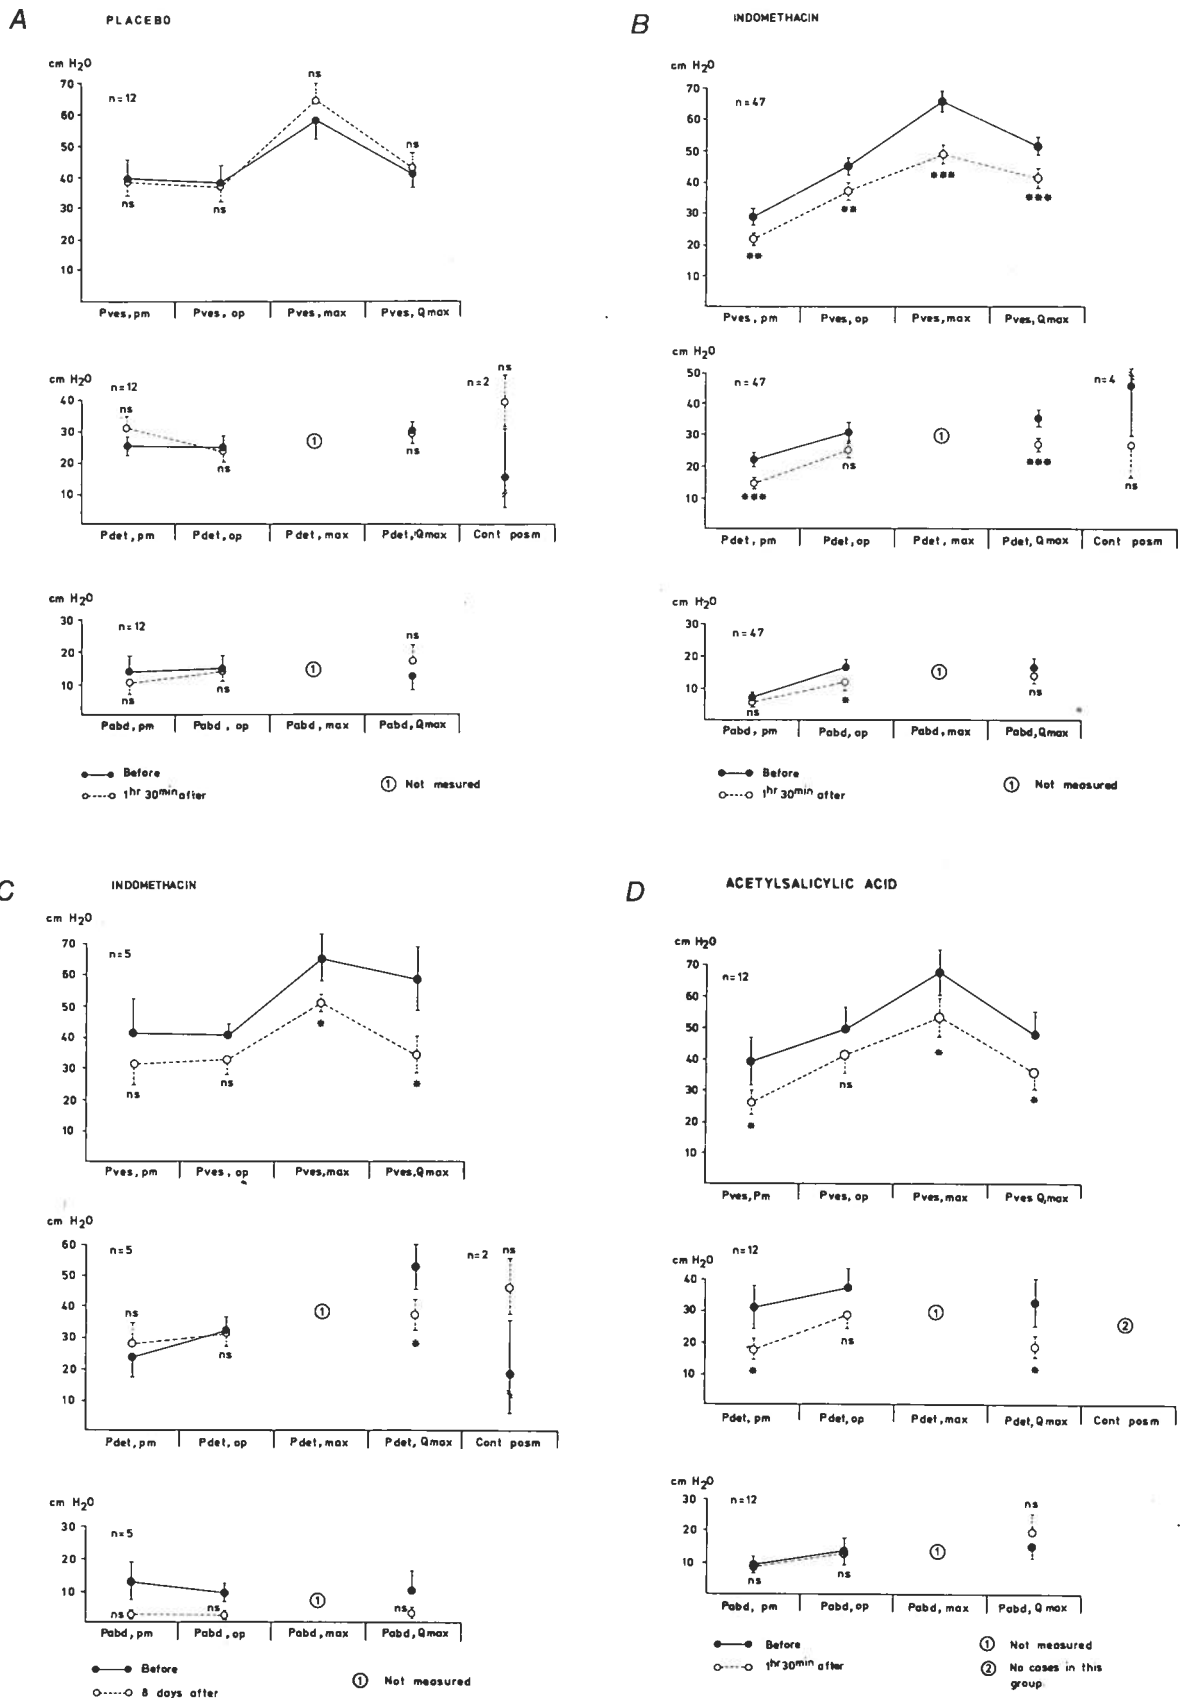 A
PLACEBO
cm H2O
70
60
50
40
30
20
10
n=12
ns
ns
ns
ns
Pves,pm
Pves,op
Pves,max
Pves,Qmax
cm H2O
40
30
20
10
n=12
ns
ns
1
ns
n=2
ns
Pdet,pm
Pdet,op
Pdet,max
Pdet,Qmax
Cont posm
cm H2O
30
20
10
n=12
ns
ns
1
ns
Pabd,pm
Pabd,op
Pabd,max
Pabd,Qmax
Before
1hr 30min after
1 Not mesured
B
INDOMETHACIN
cm H2O
70
60
50
40
30
20
10
n=47
**
**
***
***
Pves,pm
Pves,op
Pves,max
Pves,Qmax
cm H2O
50
40
30
20
10
n=47
***
ns
1
***
n=4
ns
Pdet,pm
Pdet,op
Pdet,max
Pdet,Qmax
Cont posm
cm H2O
30
20
10
n=47
ns
*
1
ns
Pabd,pm
Pabd,op
Pabd,max
Pabd,Qmax
Before
1hr 30min after
1 Not measured
C
INDOMETHACIN
cm H2O
70
60
50
40
30
20
10
n=5
ns
ns
*
*
Pves,pm
Pves,op
Pves,max
Pves,Qmax
cm H2O
60
50
40
30
20
10
n=5
ns
ns
1
*
n=2
ns
Pdet,pm
Pdet,op
Pdet,max
Pdet,Qmax
Cont posm
cm H2O
30
20
10
n=5
ns
ns
1
ns
Pabd,pm
Pabd,op
Pabd,max
Pabd,Qmax
Before
8 days after
1 Not measured
D
ACETYLSALICYLIC ACID
cm H2O
70
60
50
40
30
20
10
n=12
*
ns
*
*
Pves,Pm
Pves,op
Pves,max
Pves Q,max
cm H2O
40
30
20
10
n=12
*
ns
1
*
2
Pdet,pm
Pdet,op
Pdet,max
Pdet,Qmax
Cont posm
cm H2O
30
20
10
n=12
ns
ns
1
ns
Pabd,pm
Pabd,op
Pabd,max
Pabd,Qmax
Before
1hr 30min after
1 Not measured
2 No cases in this
group